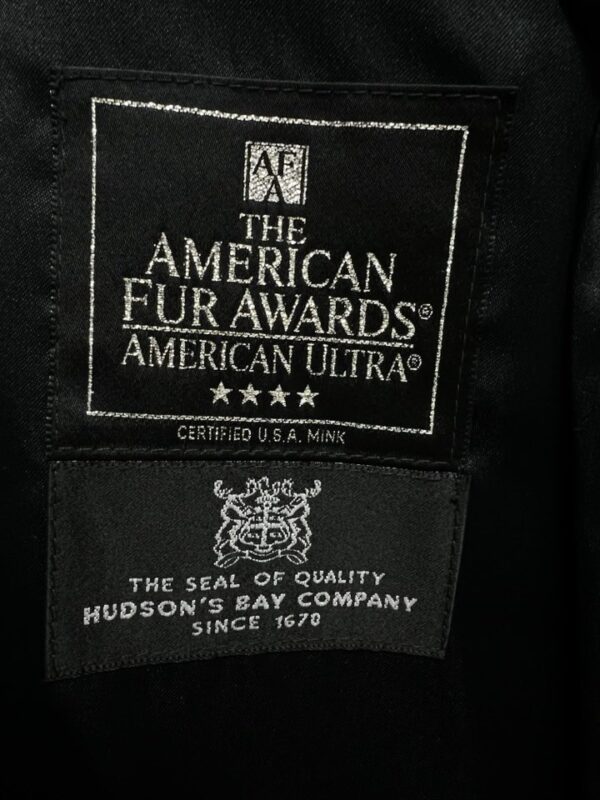 AFA
THE
AMERICAN
FUR AWARDS®
AMERICAN ULTRA®
CERTIFIED U.S.A. MINK
THE SEAL OF QUALITY
HUDSON'S BAY COMPANY
SINCE 1670